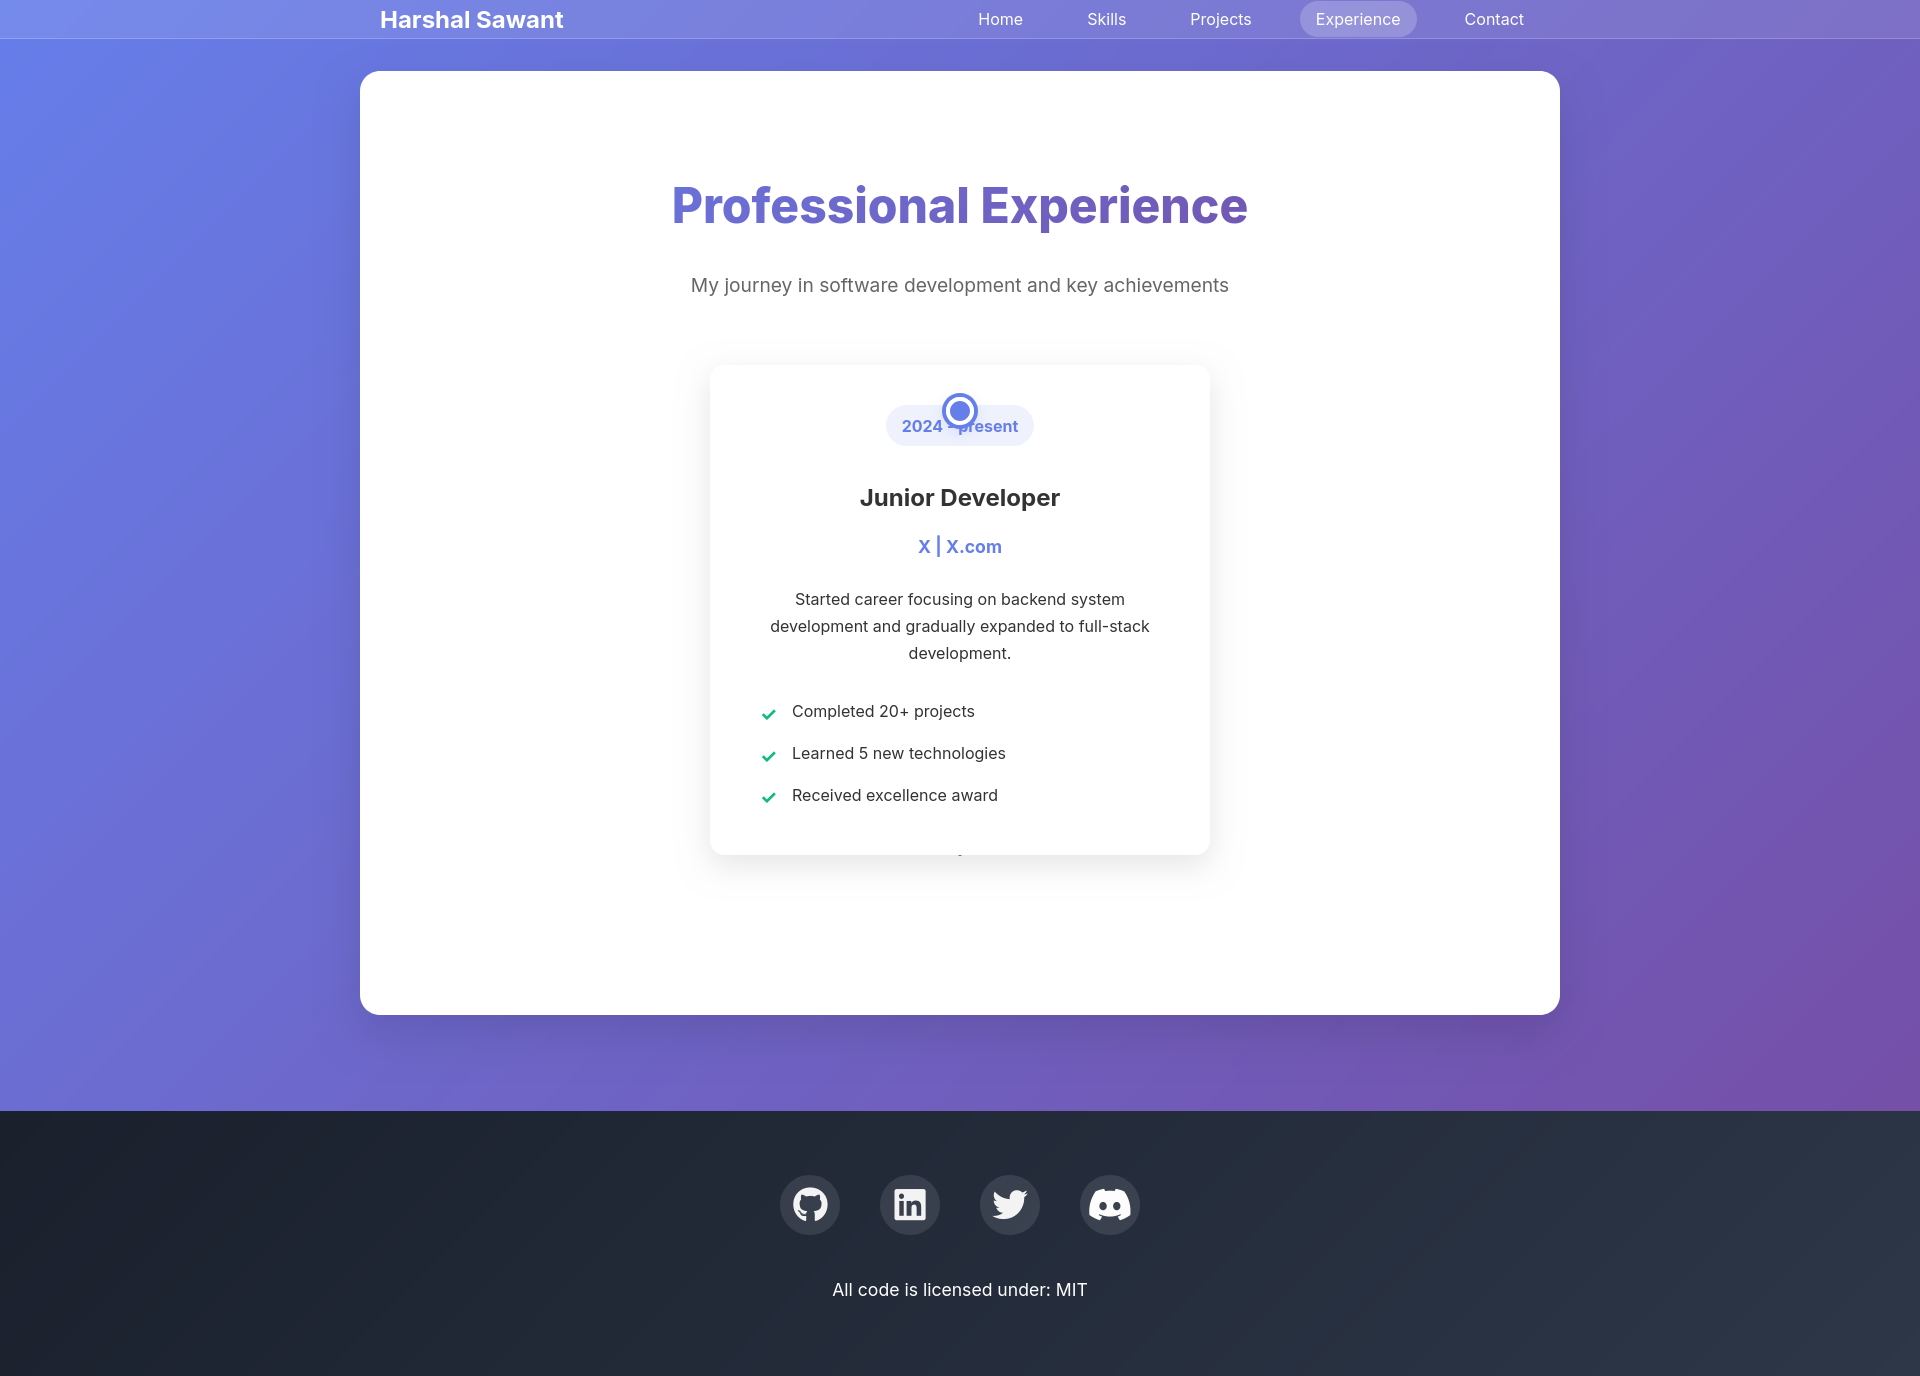 Harshal Sawant
Home
Skills
Projects
Experience
Contact
Professional Experience
My journey in software development and key achievements
2024 - present
Junior Developer
X | X.com
Started career focusing on backend system
development and gradually expanded to full-stack
development.
Completed 20+ projects
Learned 5 new technologies
Received excellence award
All code is licensed under: MIT